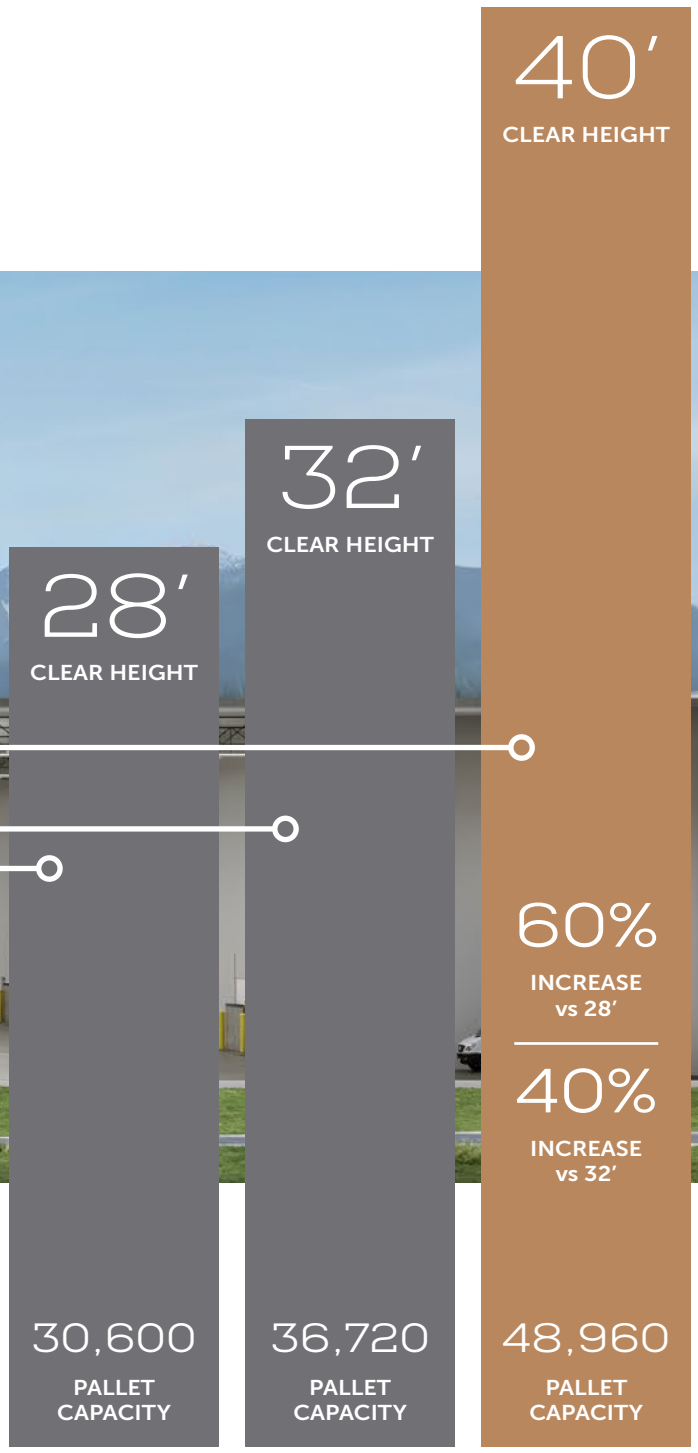 28′
CLEAR HEIGHT
30,600
PALLET
CAPACITY
32′
CLEAR HEIGHT
36,720
PALLET
CAPACITY
40′
CLEAR HEIGHT
60%
INCREASE
vs 28′
40%
INCREASE
vs 32′
48,960
PALLET
CAPACITY